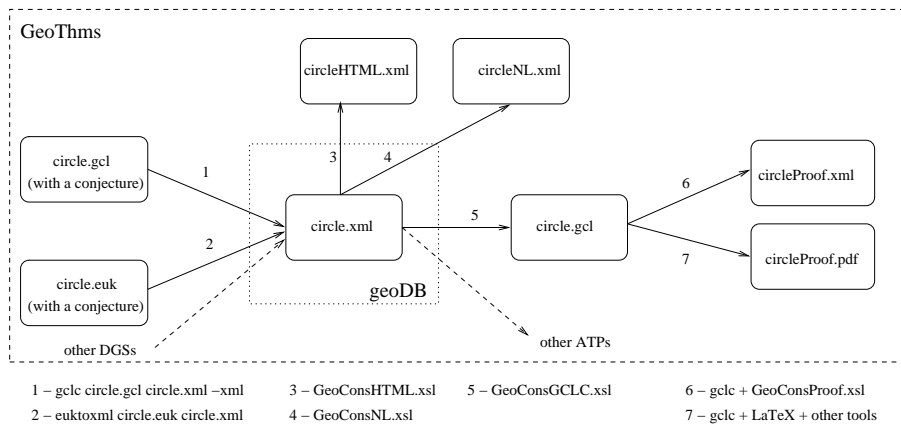 GeoThms
circleHTML.xml
circleNL.xml
circle.gcl
(with a conjecture)
1
3
4
6
circleProof.xml
circle.xml
5
circle.gcl
2
7
circleProof.pdf
circle.euk
(with a conjecture)
geoDB
other DGSs
other ATPs
1 – gclc circle.gcl circle.xml –xml
3 – GeoConsHTML.xsl
5 – GeoConsGCLC.xsl
6 – gclc + GeoConsProof.xsl
2 – euktoxml circle.euk circle.xml
4 – GeoConsNL.xsl
7 – gclc + LaTeX + other tools